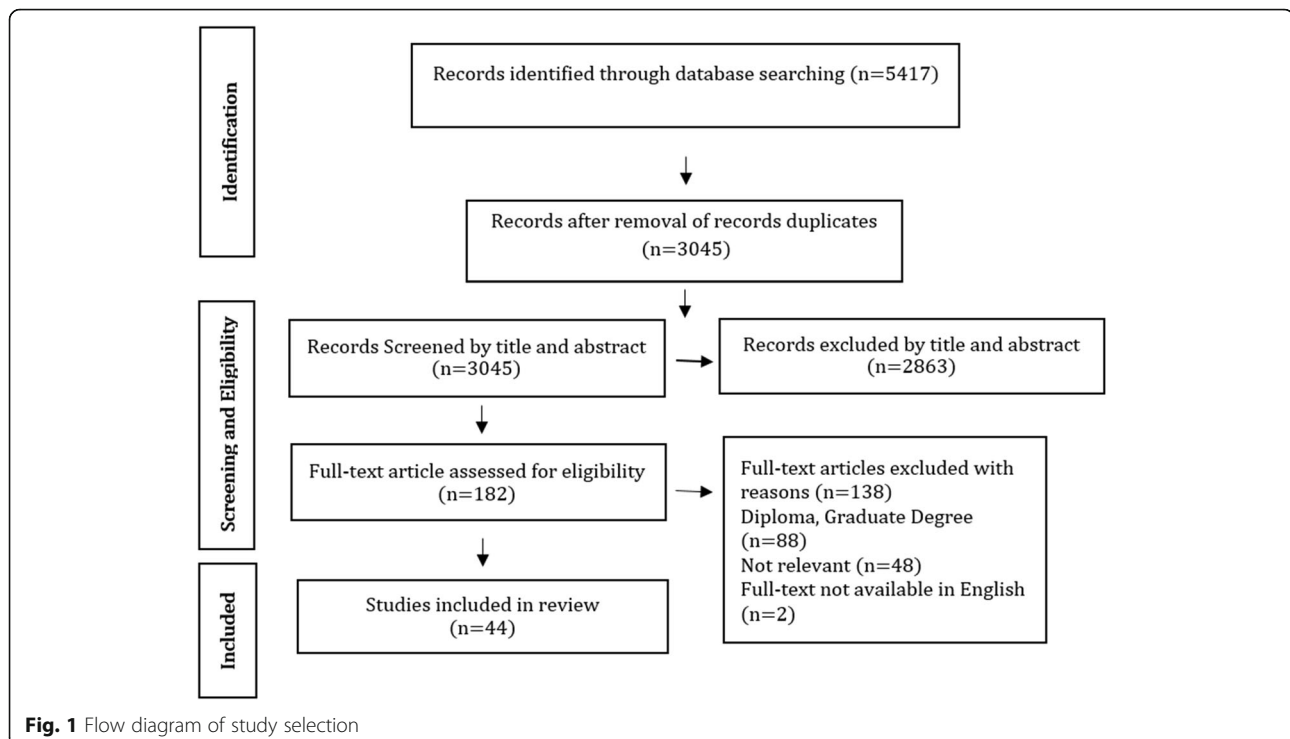 Identification
Records identified through database searching (n=5417)
Records after removal of records duplicates
(n=3045)
Screening and Eligibility
Records Screened by title and abstract
(n=3045)
Records excluded by title and abstract
(n=2863)
Full-text article assessed for eligibility
(n=182)
Full-text articles excluded with
reasons (n=138)
Diploma, Graduate Degree
(n=88)
Not relevant (n=48)
Full-text not available in English
(n=2)
Included
Studies included in review
(n=44)
Fig. 1 Flow diagram of study selection